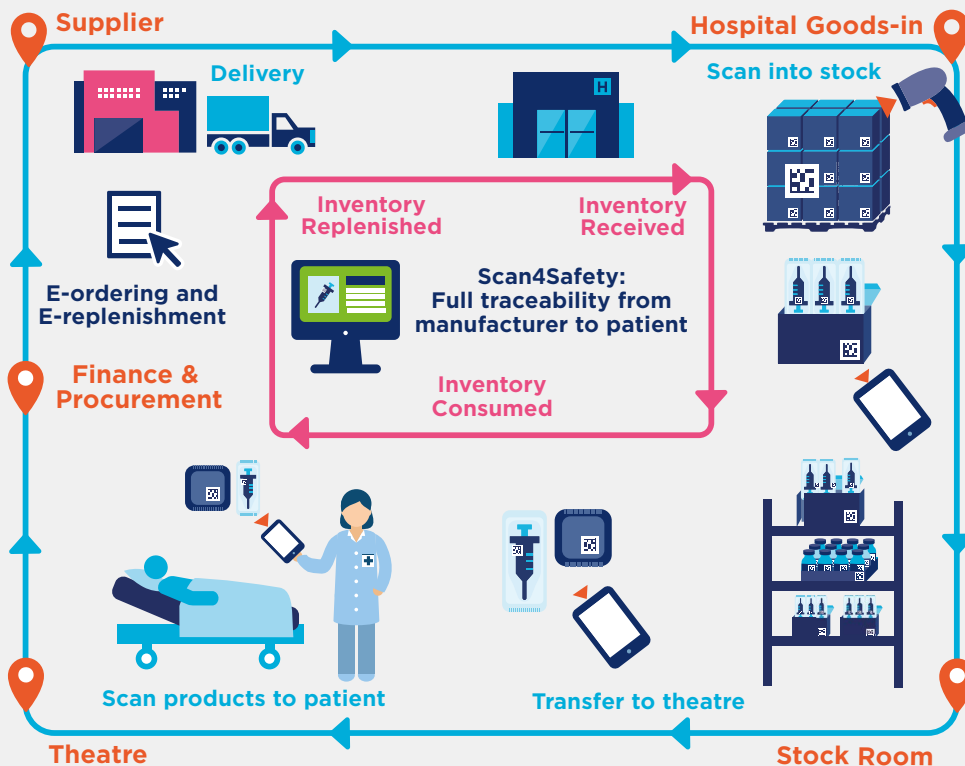 Supplier
Hospital Goods-in
Delivery
Scan into stock
H
Inventory
Replenished
Inventory
Received
E-ordering and
E-replenishment
Scan4Safety:
Full traceability from
manufacturer to patient
Finance &
Procurement
Inventory
Consumed
Scan products to patient
Transfer to theatre
Theatre
Stock Room